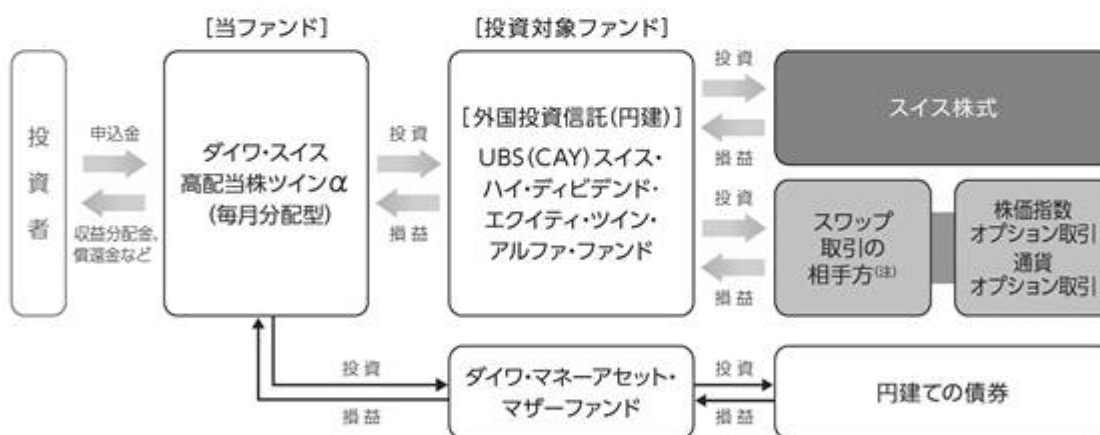 [当ファンド]
[投資対象ファンド]
投資者
申込金
収益分配金、
償還金など
ダイワ・スイス
高配当株ツインα
(毎月分配型)
投資
損益
[外国投資信託(円建)]
UBS(CAY)スイス・
ハイ・ディビデンド・
エクイティ・ツイン・
アルファ・ファンド
投資
損益
スイス株式
投資
損益
スワップ
取引の
相手方(注)
株価指数
オプション取引
通貨
オプション取引
投資
損益
ダイワ・マネーアセット・
マザーファンド
投資
損益
円建ての債券